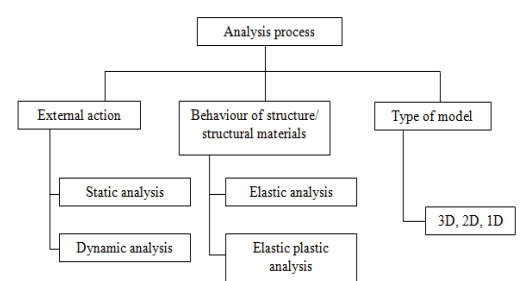 Analysis process
External action
Behaviour of structure/
structural materials
Type of model
Static analysis
Elastic analysis
3D, 2D, 1D
Dynamic analysis
Elastic plastic
analysis